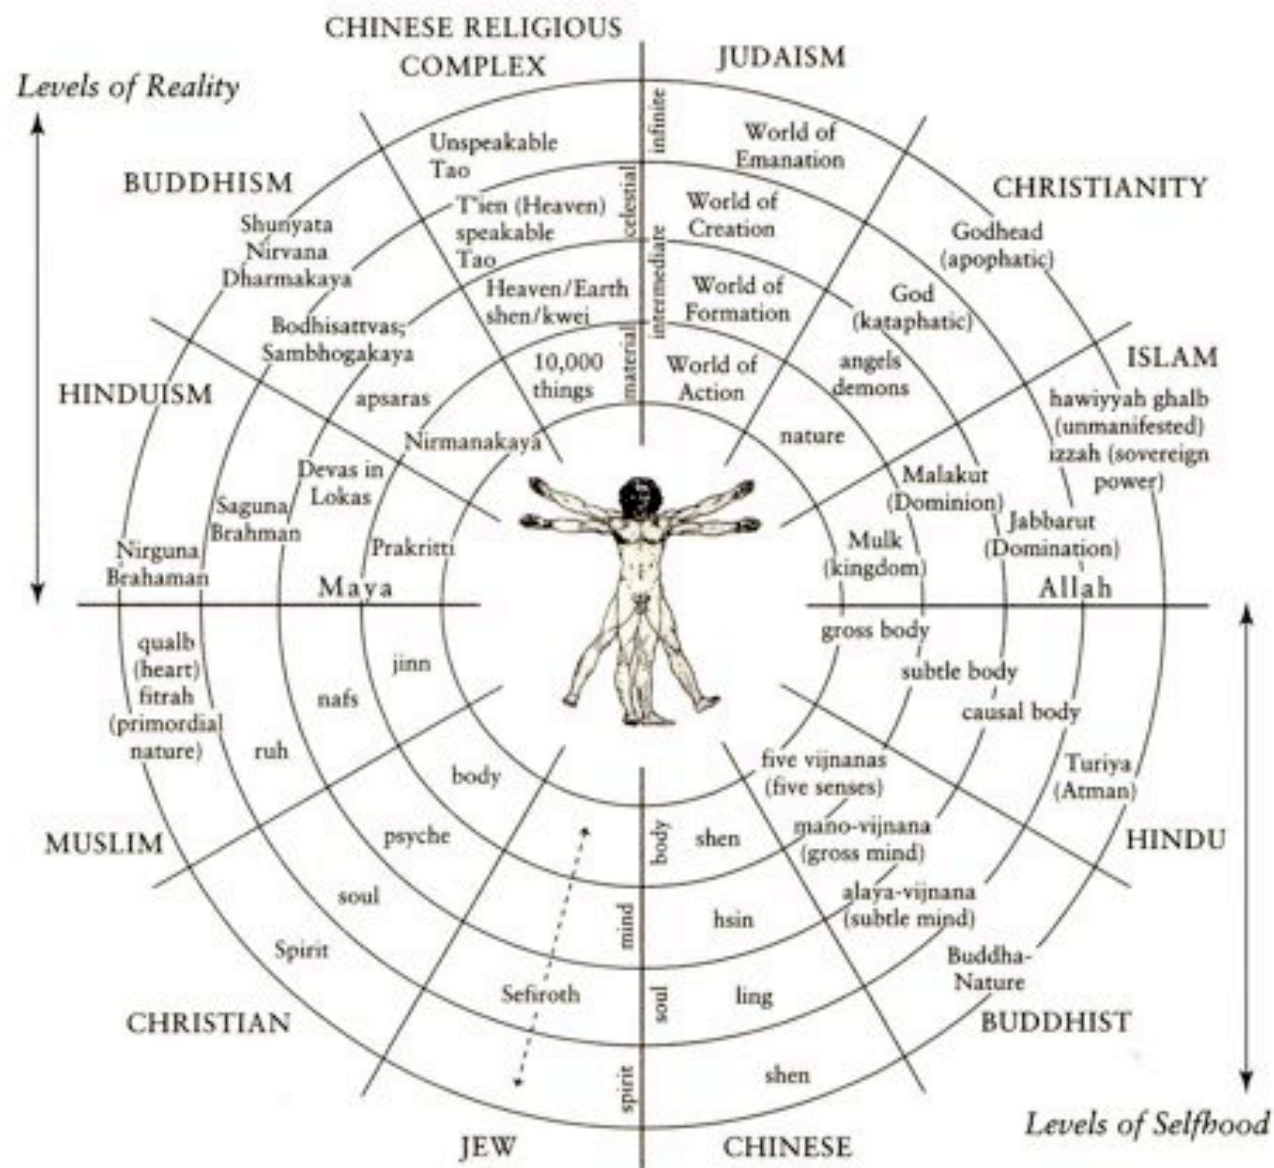 CHINESE RELIGIOUS
COMPLEX
JUDAISM
Levels of Reality
infinite
World of
Emanation
Unspeakable
Tao
BUDDHISM
CHRISTIANITY
celestial
T'ien (Heaven)
speakable
Tao
World of
Creation
Shunyata
Nirvana
Dharmakaya
Godhead
(apophatic)
intermediate
Heaven/Earth
shen/kwei
World of
Formation
God
(kataphatic)
Bodhisattvas;
Sambhogakaya
material
10,000
things
World of
Action
angels
demons
ISLAM
HINDUISM
apsaras
hawiyyah ghalb
(unmanifested)
izzah (sovereign
power)
Nirmanakaya
nature
Devas in
Lokas
Malakut
(Dominion)
Saguna
Brahman
Jabbarut
(Domination)
Nirguna
Brahaman
Prakritti
Mulk
(kingdom)
Maya
Allah
qualb
(heart)
fitrah
(primordial
nature)
jinn
nafs
ruh
gross body
subtle body
causal body
Turiya
(Atman)
body
five vijnanas
(five senses)
MUSLIM
psyche
body
shen
mano-vijnana
(gross mind)
HINDU
soul
mind
hsin
alaya-vijnana
(subtle mind)
Spirit
Buddha-
Nature
Sefiroth
soul
ling
CHRISTIAN
BUDDHIST
spirit
shen
Levels of Selfhood
JEW
CHINESE